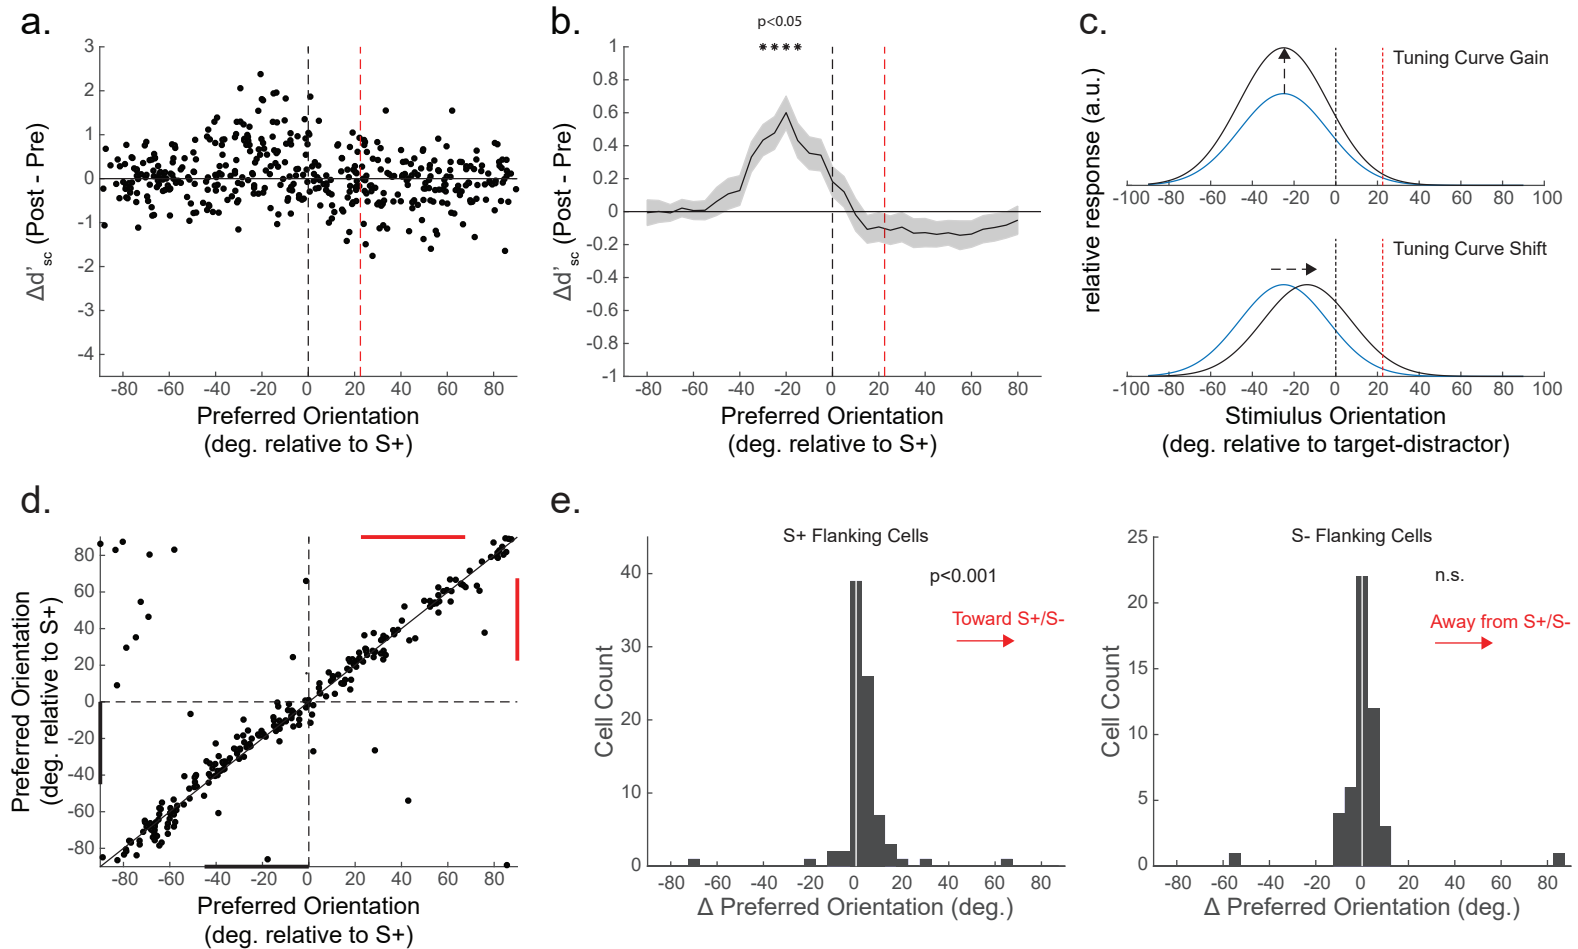 a.
3
2
1
0
-1
-2
-3
-4
-80 -60 -40 -20 0 20 40 60 80
Δd'sc (Post - Pre)
Preferred Orientation
(deg. relative to S+)
b.
p<0.05
****
1
0.8
0.6
0.4
0.2
0
-0.2
-0.4
-0.6
-0.8
-1
-80 -60 -40 -20 0 20 40 60 80
Δd'sc (Post - Pre)
Preferred Orientation
(deg. relative to S+)
c.
Tuning Curve Gain
-100 -80 -60 -40 -20 0 20 40 60 80 100
Tuning Curve Shift
-100 -80 -60 -40 -20 0 20 40 60 80 100
relative response (a.u.)
Stimiulus Orientation
(deg. relative to target-distractor)
d.
80
60
40
20
0
-20
-40
-60
-80
-80 -60 -40 -20 0 20 40 60 80
Preferred Orientation
(deg. relative to S+)
Preferred Orientation
(deg. relative to S+)
e.
S+ Flanking Cells
p<0.001
Toward S+/S-
40
30
20
10
0
-80 -60 -40 -20 0 20 40 60 80
Cell Count
Δ Preferred Orientation (deg.)
S- Flanking Cells
n.s.
Away from S+/S-
25
20
15
10
5
0
-80 -60 -40 -20 0 20 40 60 80
Cell Count
Δ Preferred Orientation (deg.)